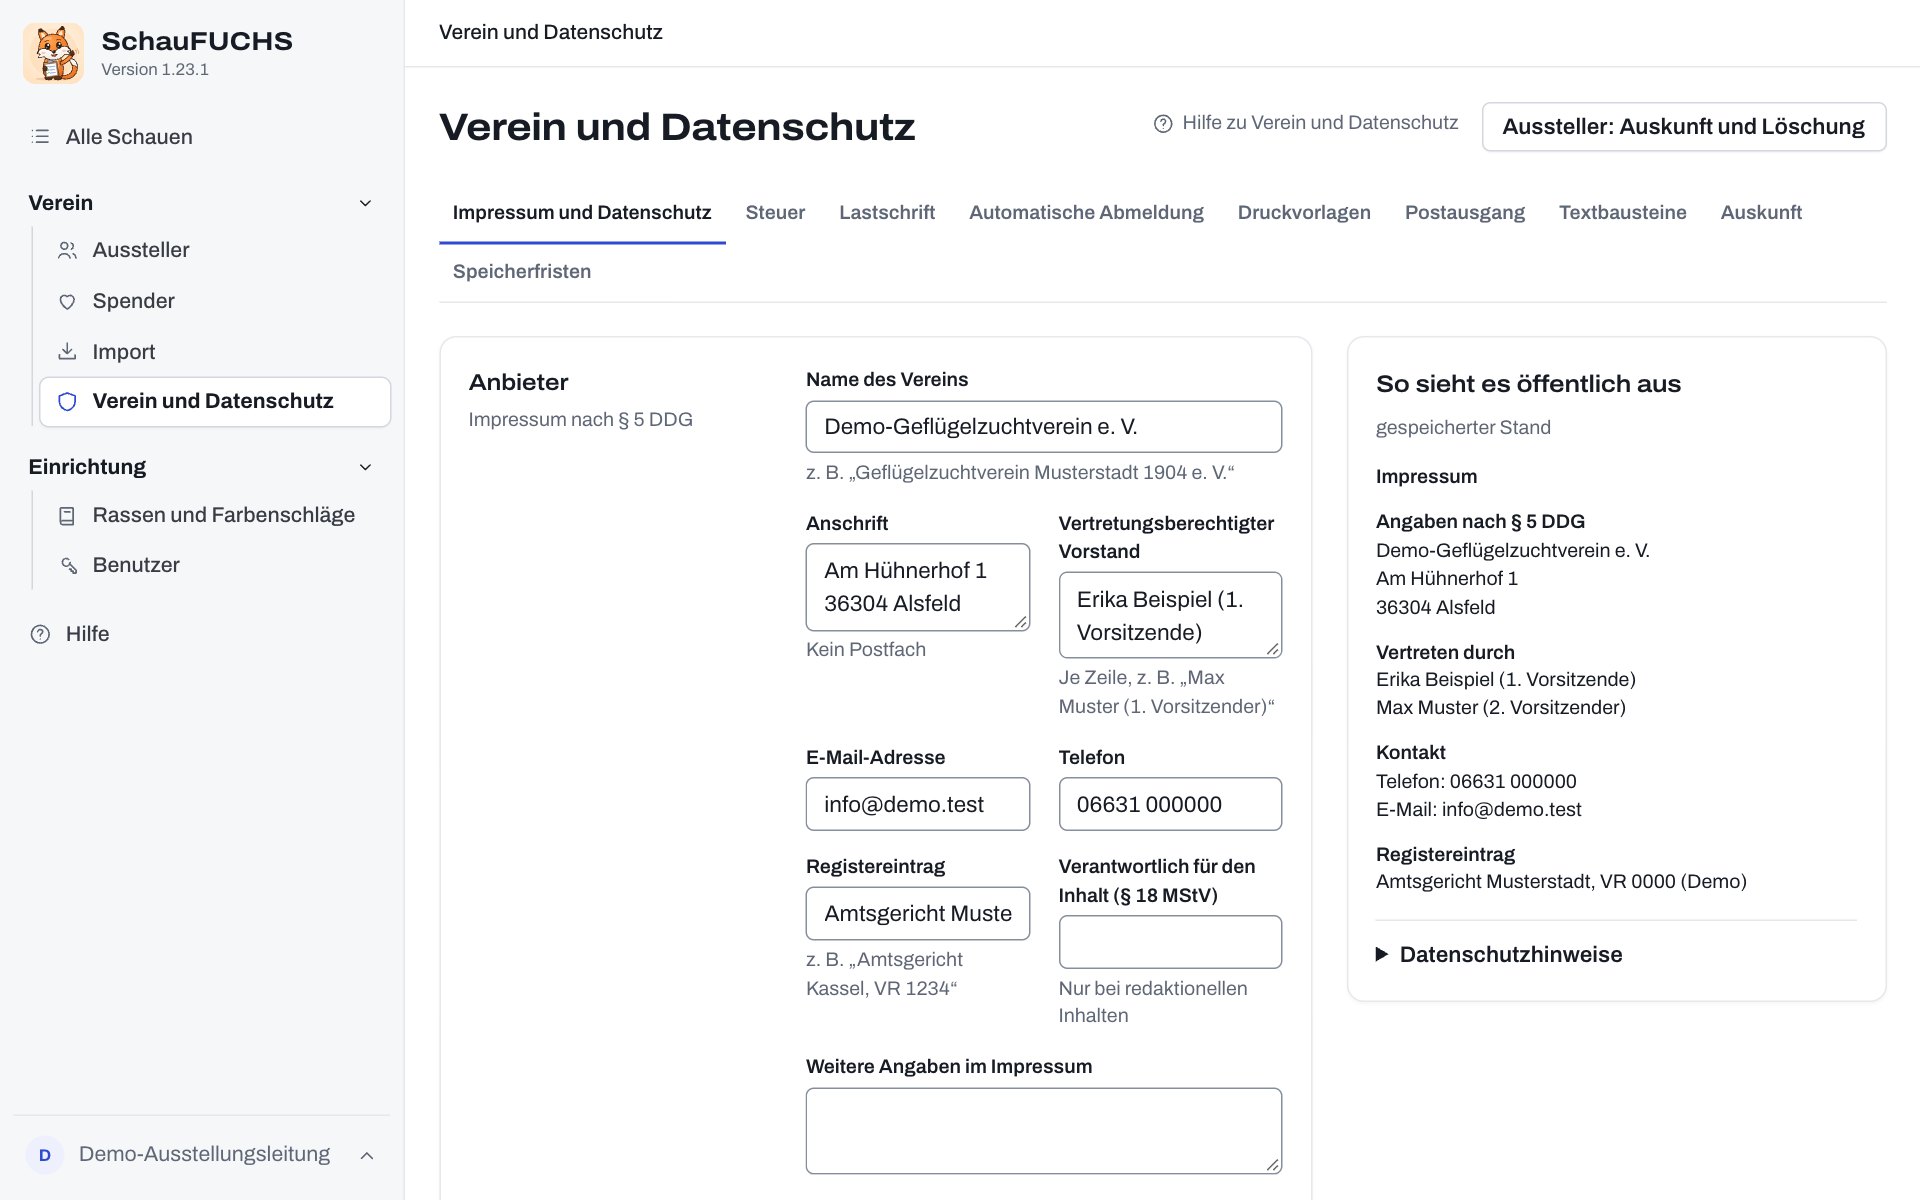 SchauFUCHS
Version 1.23.1
Alle Schauen
Verein
Aussteller
Spender
Import
Verein und Datenschutz
Einrichtung
Rassen und Farbenschläge
Benutzer
Hilfe
D
Demo-Ausstellungsleitung
Verein und Datenschutz
Verein und Datenschutz
Hilfe zu Verein und Datenschutz
Aussteller: Auskunft und Löschung
Impressum und Datenschutz
Steuer
Lastschrift
Automatische Abmeldung
Druckvorlagen
Postausgang
Textbausteine
Auskunft
Speicherfristen
Anbieter
Impressum nach § 5 DDG
Name des Vereins
Demo-Geflügelzuchtverein e. V.
z. B. „Geflügelzuchtverein Musterstadt 1904 e. V.“
Anschrift
Am Hühnerhof 1
36304 Alsfeld
Kein Postfach
Vertretungsberechtigter
Vorstand
Erika Beispiel (1.
Vorsitzende)
Je Zeile, z. B. „Max
Muster (1. Vorsitzender)“
E-Mail-Adresse
info@demo.test
Telefon
06631 000000
Registereintrag
Amtsgericht Muste
z. B. „Amtsgericht
Kassel, VR 1234“
Verantwortlich für den
Inhalt (§ 18 MStV)
Nur bei redaktionellen
Inhalten
Weitere Angaben im Impressum
So sieht es öffentlich aus
gespeicherter Stand
Impressum
Angaben nach § 5 DDG
Demo-Geflügelzuchtverein e. V.
Am Hühnerhof 1
36304 Alsfeld
Vertreten durch
Erika Beispiel (1. Vorsitzende)
Max Muster (2. Vorsitzender)
Kontakt
Telefon: 06631 000000
E-Mail: info@demo.test
Registereintrag
Amtsgericht Musterstadt, VR 0000 (Demo)
Datenschutzhinweise